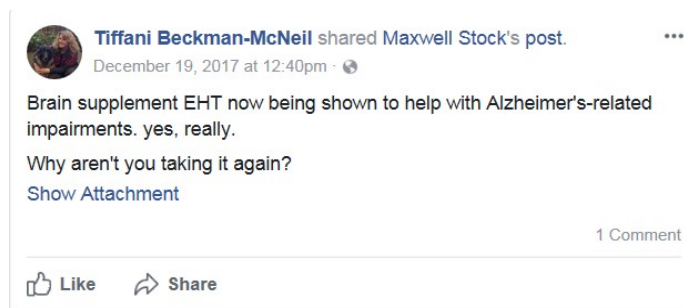 Tiffani Beckman-McNeil shared Maxwell Stock's post.
December 19, 2017 at 12:40pm ·
Brain supplement EHT now being shown to help with Alzheimer's-related
impairments. yes, really.
Why aren't you taking it again?
Show Attachment
1 Comment
Like Share